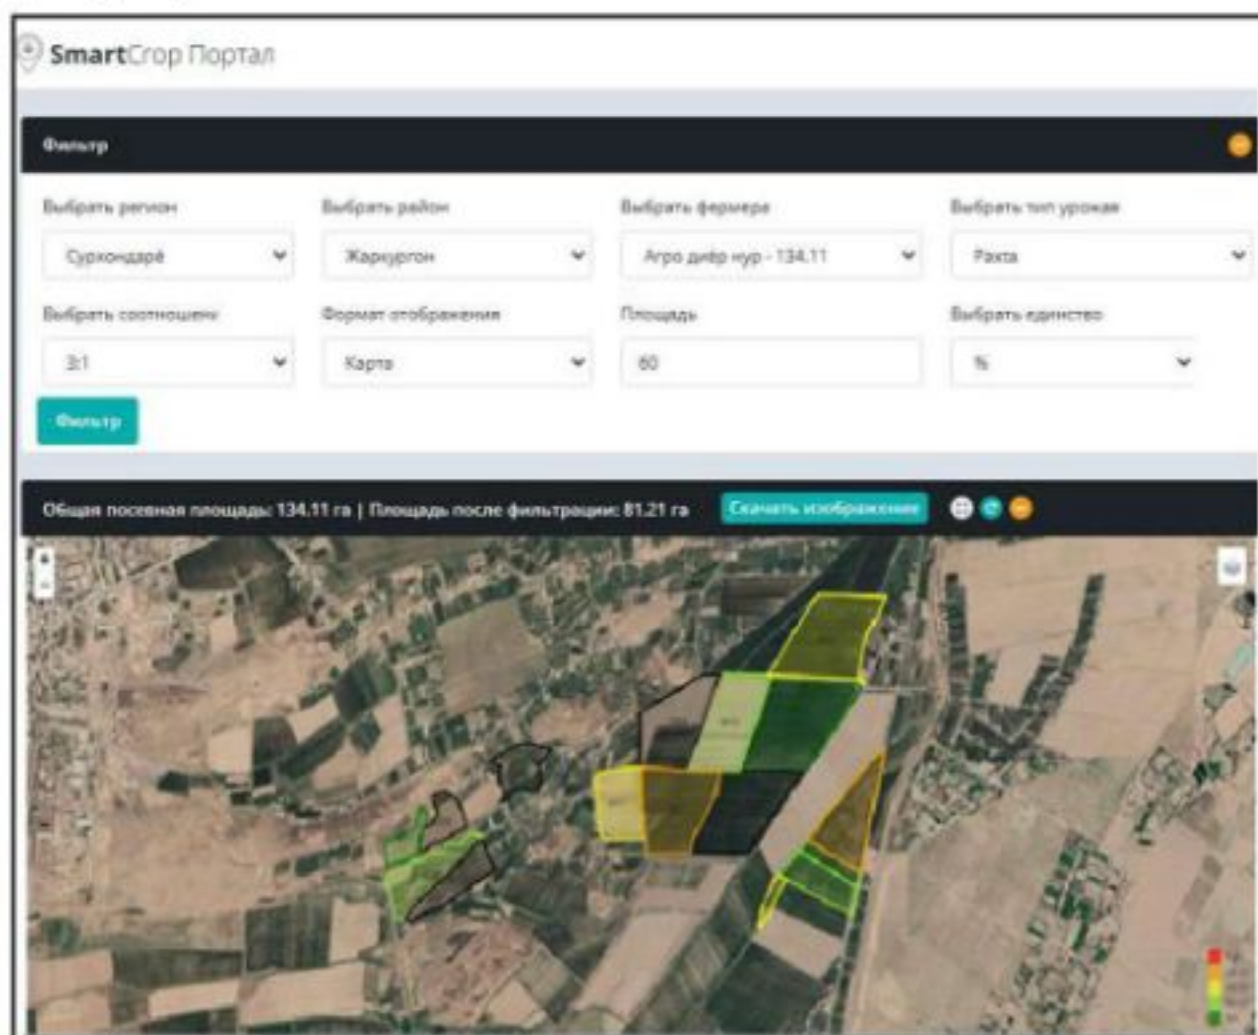 SmartCrop Портал
Фильтр
Выбрать регион Выбрать район Выбрать фермера Выбрать тип урожая
Сурхондарё Жаркургон Агро диёр нур - 134.11 Paxta
Выбрать соотношени Формат отображения Площадь Выбрать единство
3:1 Карта 60 %
Фильтр
Общая посевная площадь: 134.11 га | Площадь после фильтрации: 81.21 га Скачать изображение